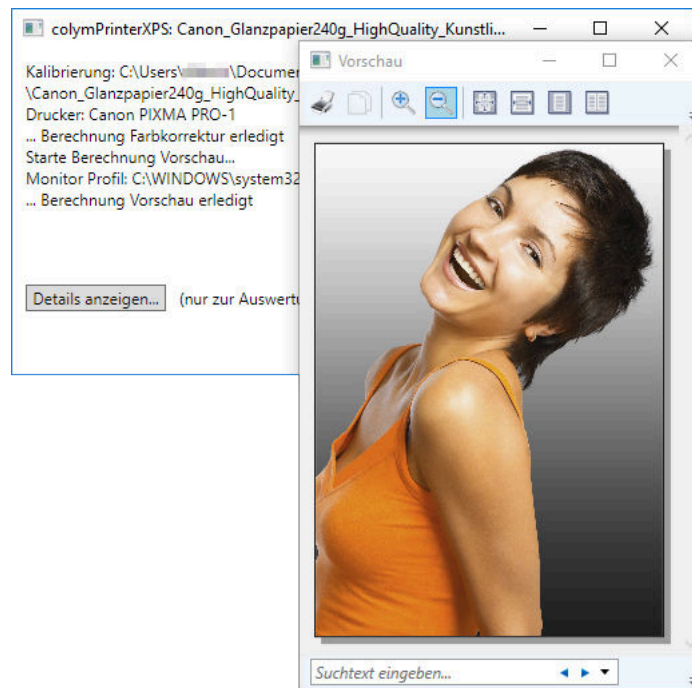 colymPrinterXPS: Canon_Glanzpapier240g_HighQuality_Kunstli...
Kalibrierung: C:\Users\ \Documen
\Canon_Glanzpapier240g_HighQuality_
Drucker: Canon PIXMA PRO-1
... Berechnung Farbkorrektur erledigt
Starte Berechnung Vorschau...
Monitor Profil: C:\WINDOWS\system32
... Berechnung Vorschau erledigt
Details anzeigen... (nur zur Auswertu
Vorschau
Suchtext eingeben...